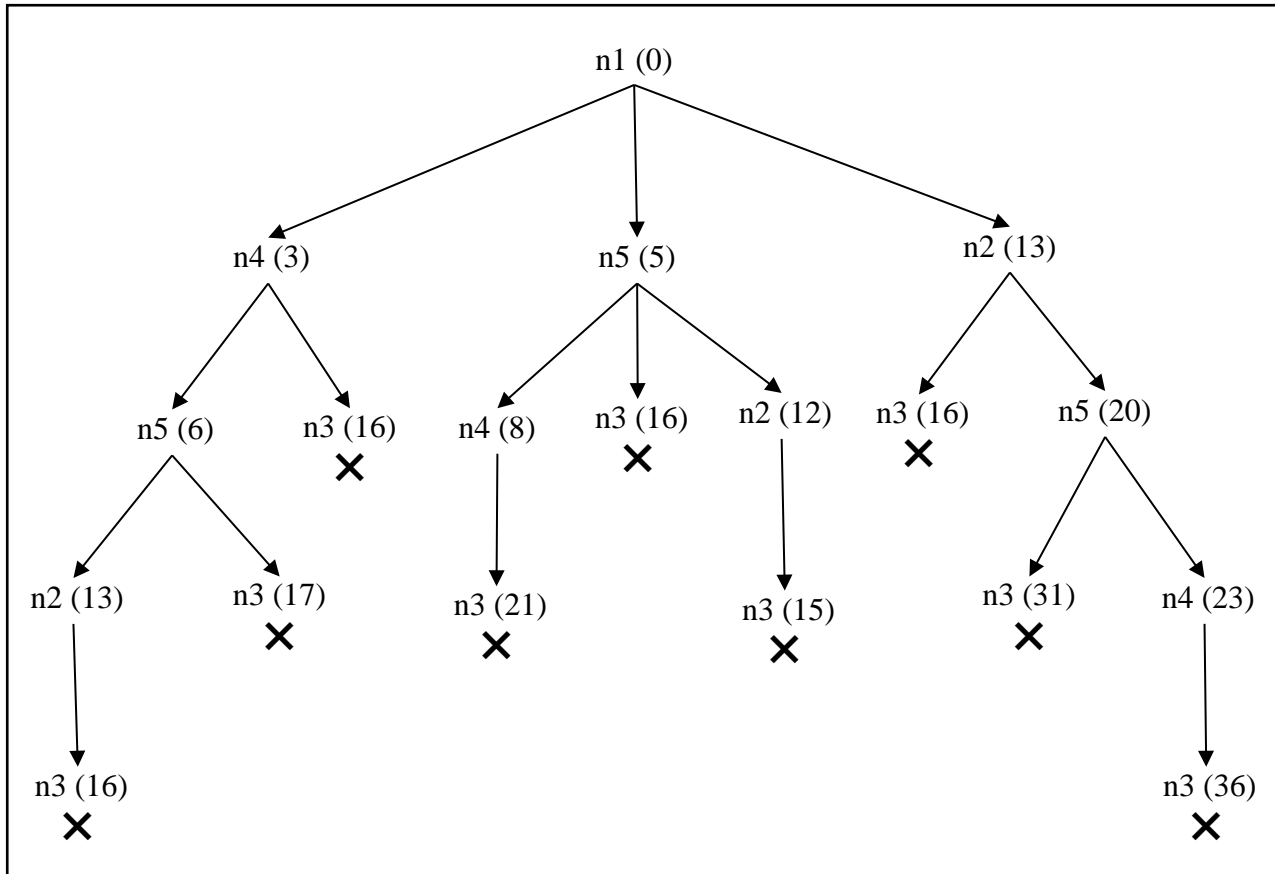 n1 (0)
n4 (3)
n5 (5)
n2 (13)
n5 (6)
n3 (16)
n4 (8)
n3 (16)
n2 (12)
n3 (16)
n5 (20)
n2 (13)
n3 (17)
n3 (21)
n3 (15)
n3 (31)
n4 (23)
n3 (16)
n3 (36)